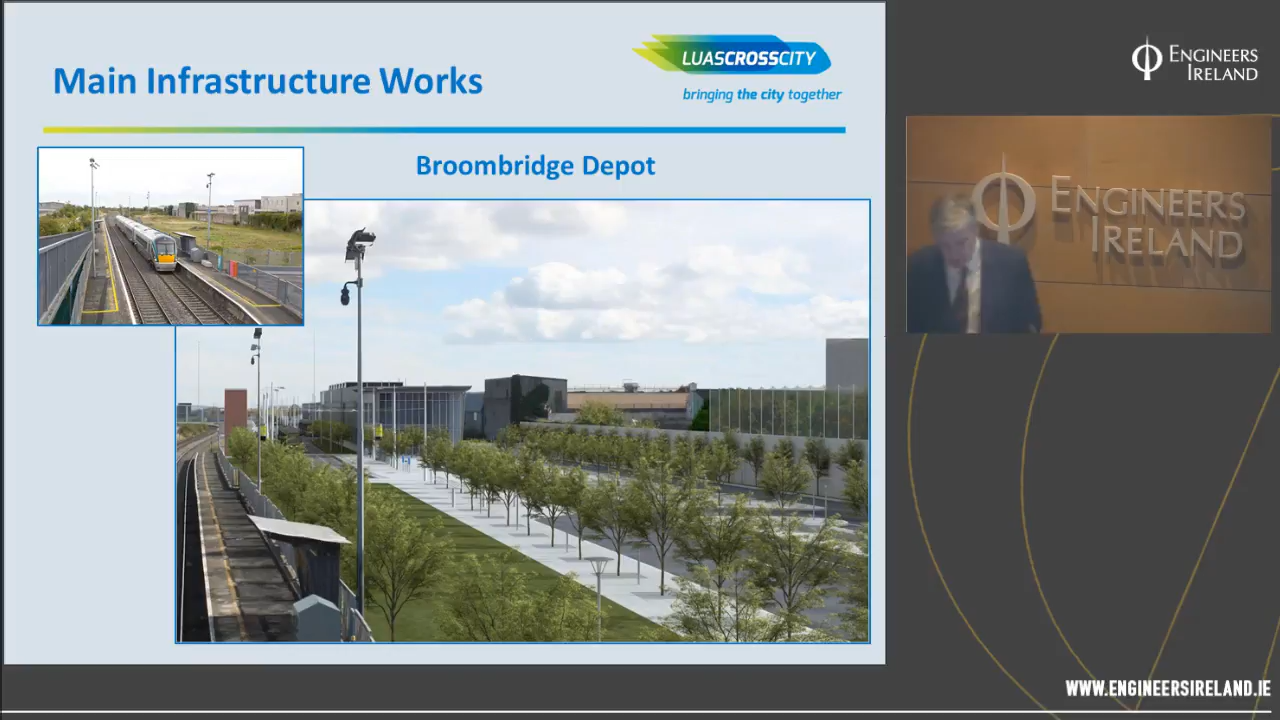 Main Infrastructure Works
LUASCROSSCITY
bringing the city together
Broombridge Depot
ENGINEERS
IRELAND
ENGINEERS
IRELAND
WWW.ENGINEERSIRELAND.IE